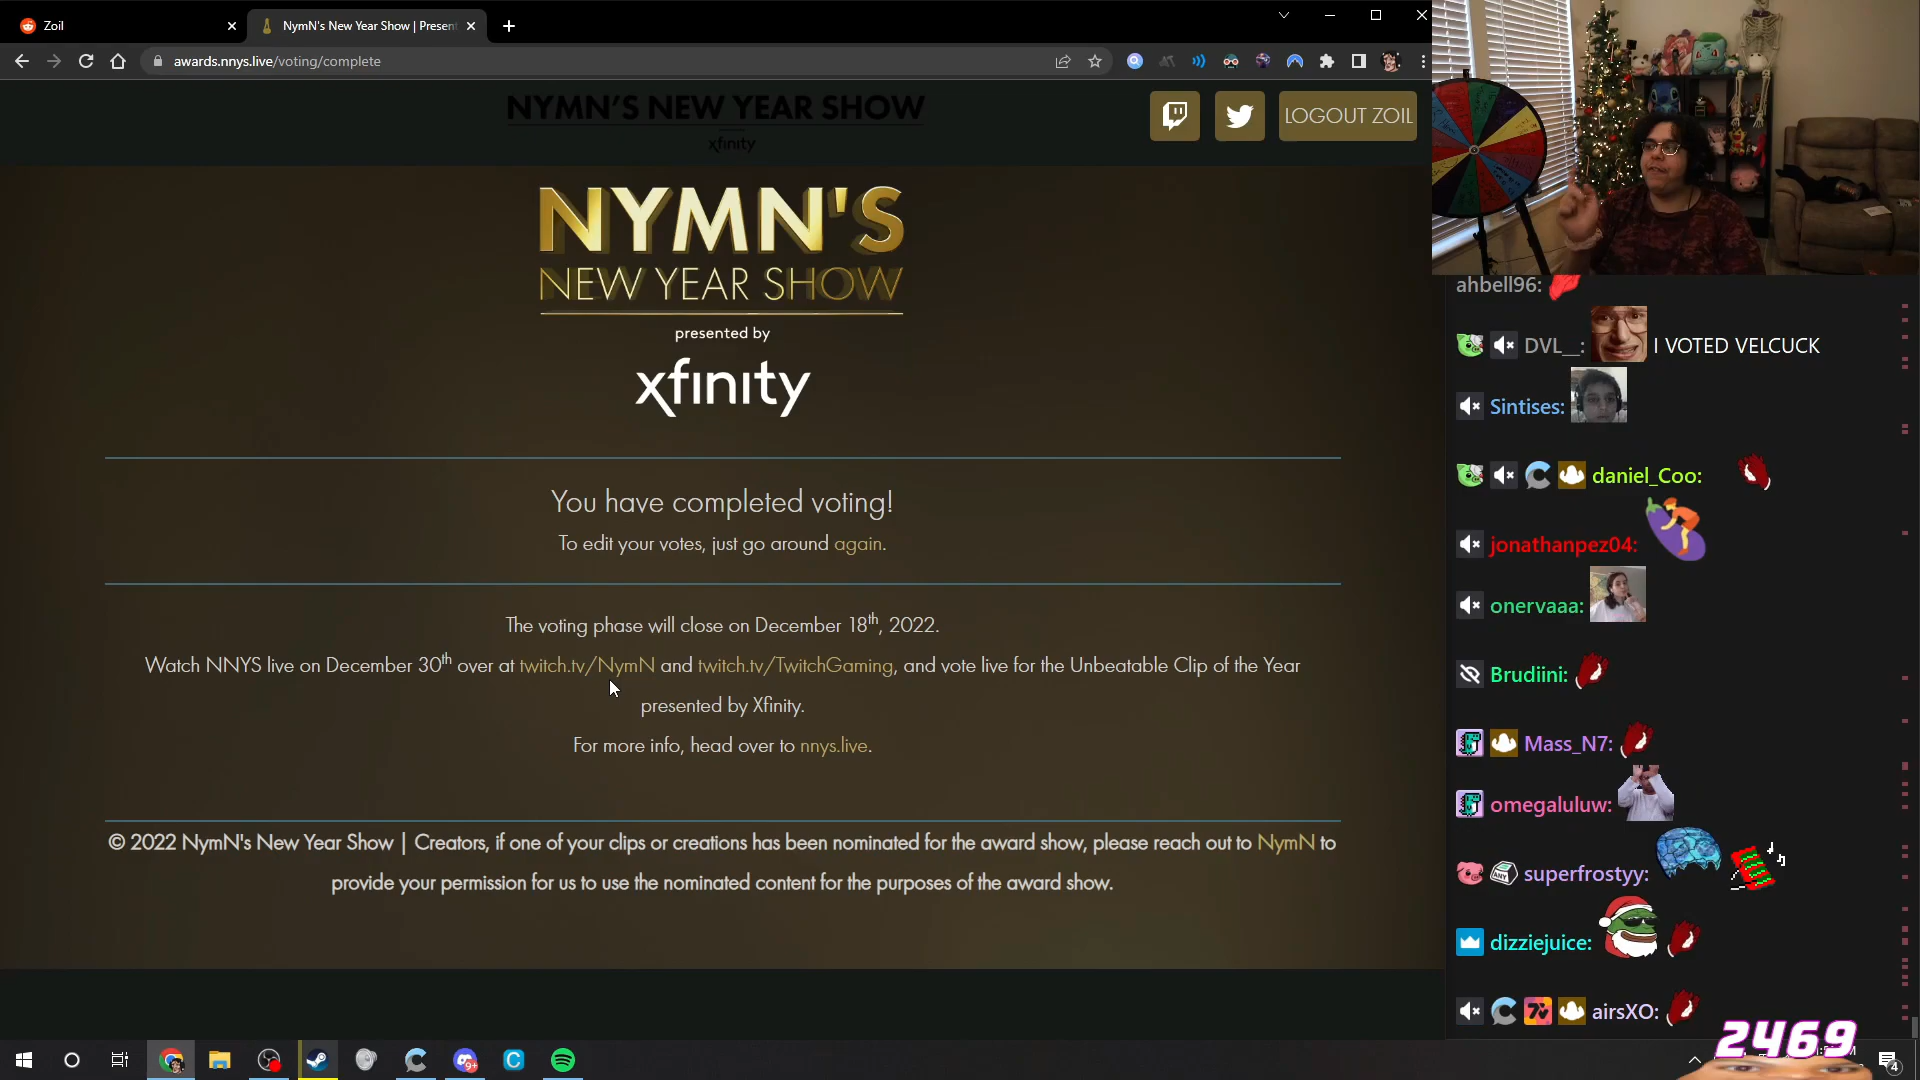 Zoil
NymN's New Year Show | Present
awards.nnys.live/voting/complete
NYMN'S NEW YEAR SHOW
xfinity
LOGOUT ZOIL
NYMN'S
NEW YEAR SHOW
presented by
xfinity
You have completed voting!
To edit your votes, just go around again.
The voting phase will close on December 18th, 2022.
Watch NNYS live on December 30th over at twitch.tv/NymN and twitch.tv/TwitchGaming, and vote live for the Unbeatable Clip of the Year
presented by Xfinity.
For more info, head over to nnys.live.
© 2022 NymN's New Year Show | Creators, if one of your clips or creations has been nominated for the award show, please reach out to NymN to
provide your permission for us to use the nominated content for the purposes of the award show.
ahbell96:
DVL__: I VOTED VELCUCK
Sintises:
daniel_Coo:
jonathanpez04:
onervaaa:
Brudiini:
Mass_N7:
omegaluluw:
ANY superfrostyy:
dizziejuice:
airsXO:
2469
9+
4